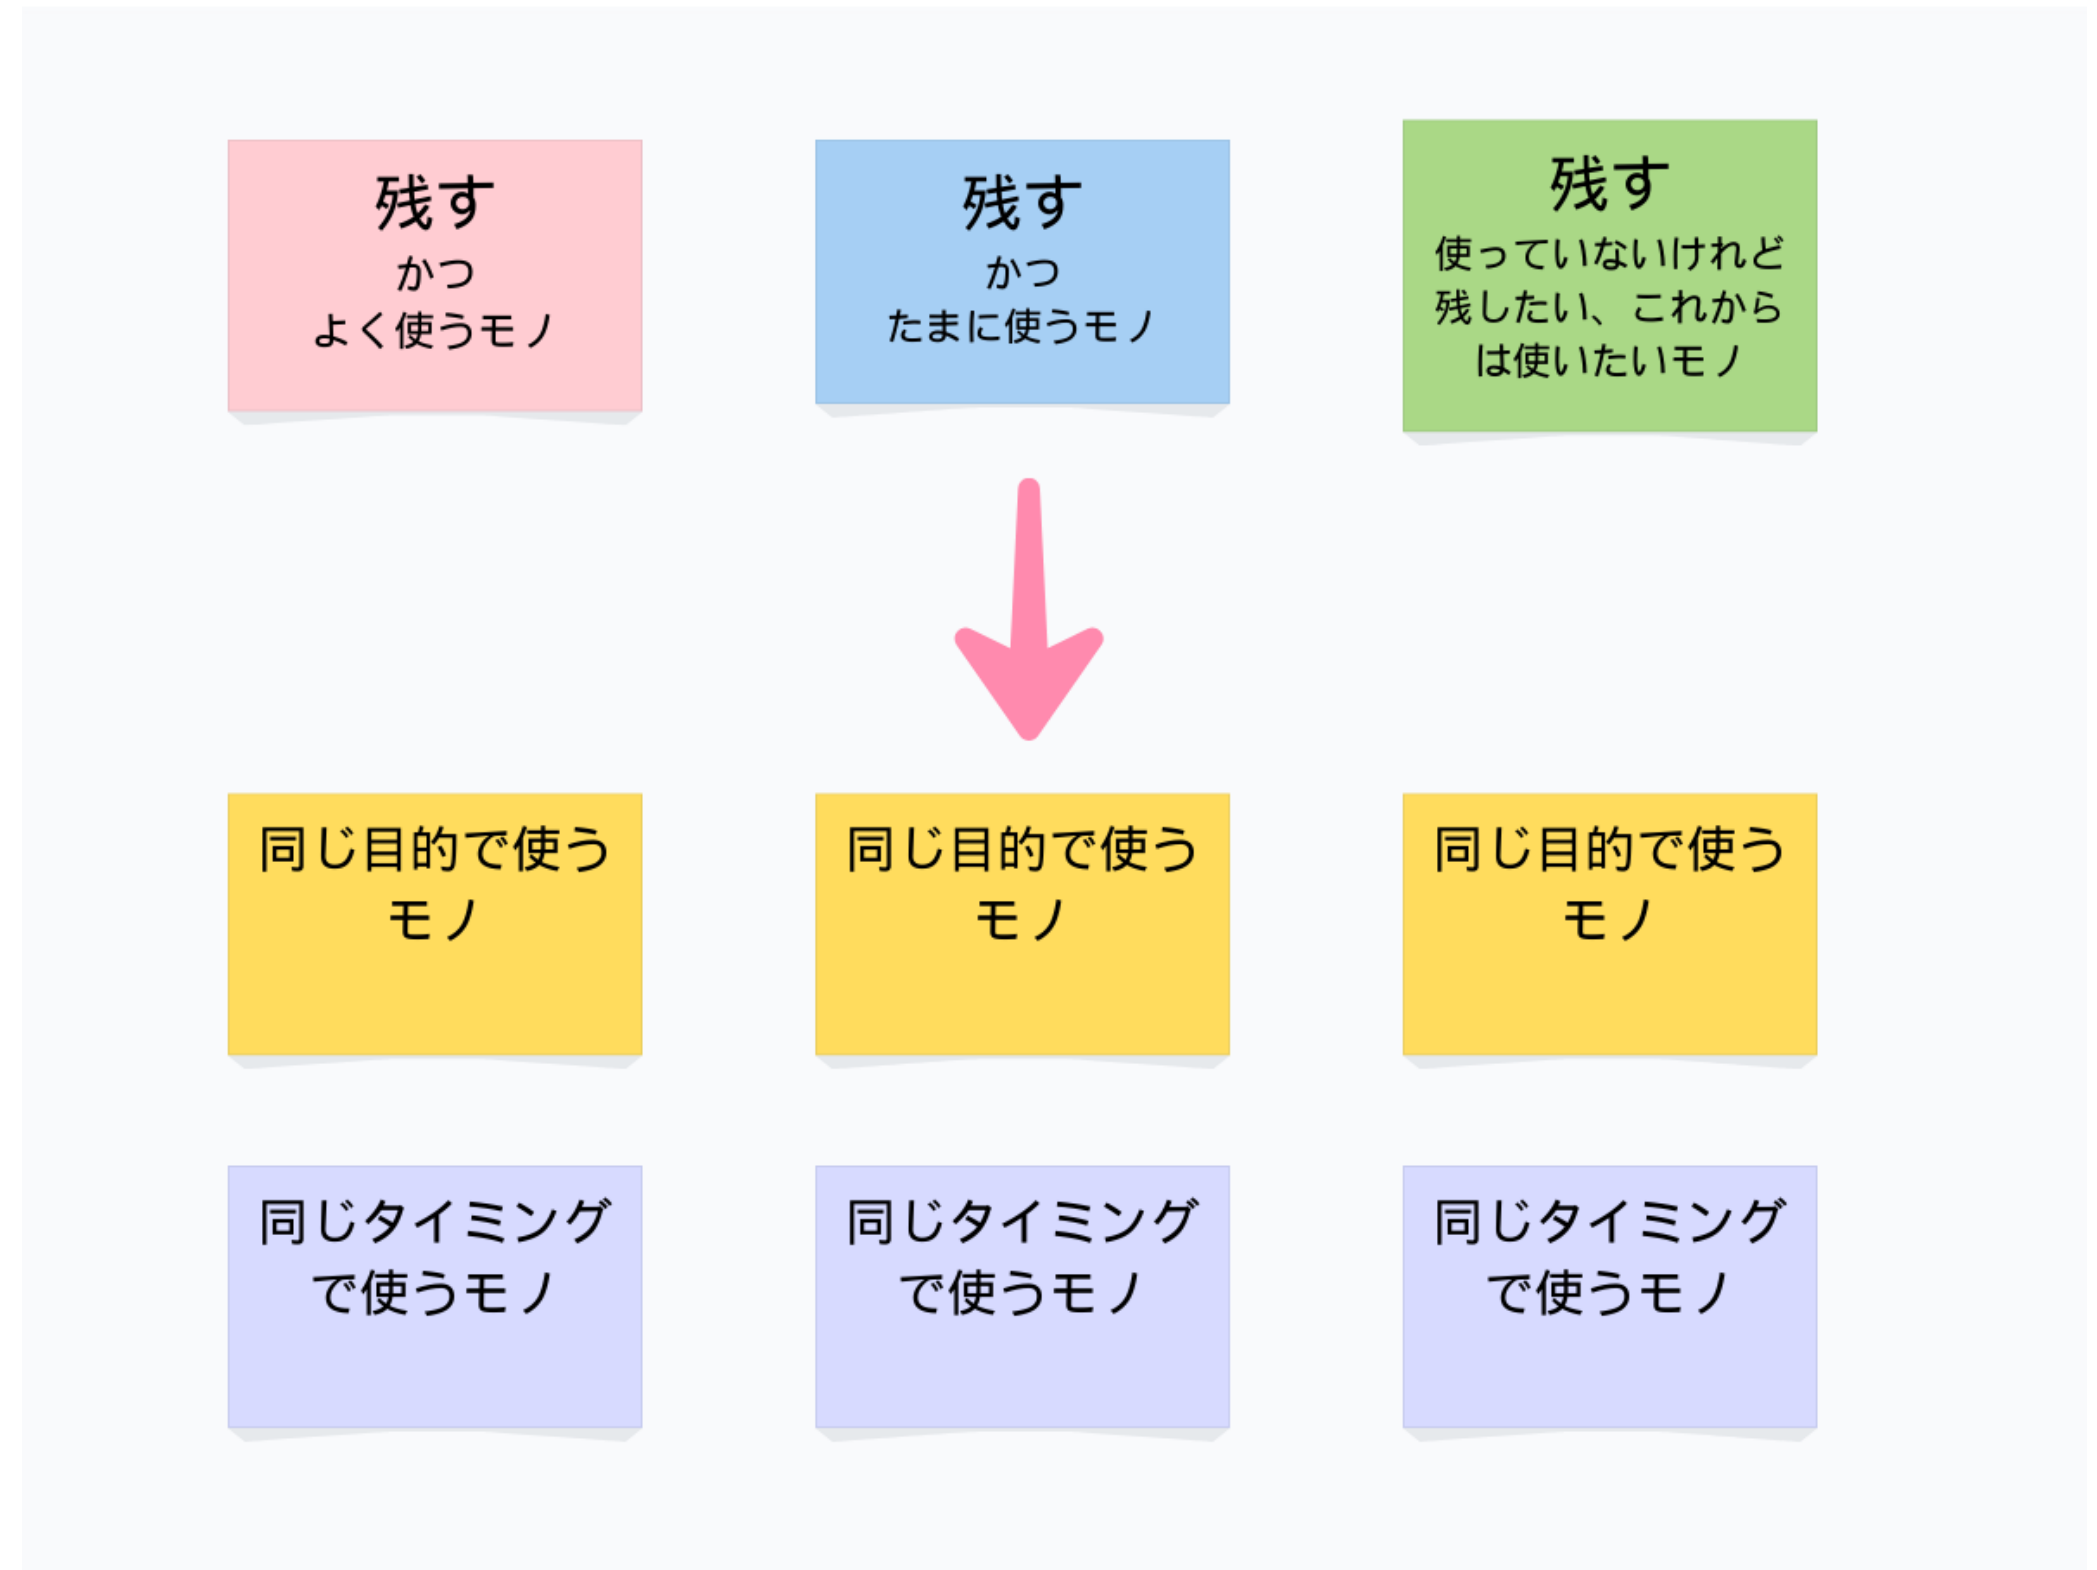 残す
かつ
よく使うモノ
残す
かつ
たまに使うモノ
残す
使っていないけれど
残したい、これから
は使いたいモノ
同じ目的で使う
モノ
同じ目的で使う
モノ
同じ目的で使う
モノ
同じタイミング
で使うモノ
同じタイミング
で使うモノ
同じタイミング
で使うモノ